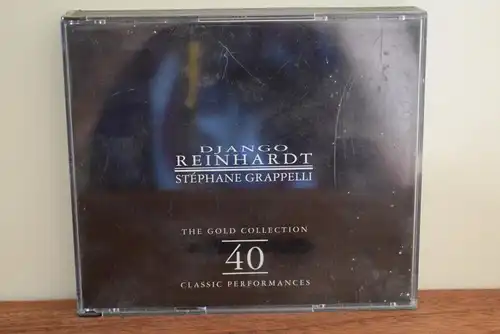 DJANGO
REINHARDT
STÉPHANE GRAPPELLI
THE GOLD COLLECTION
40
CLASSIC PERFORMANCES